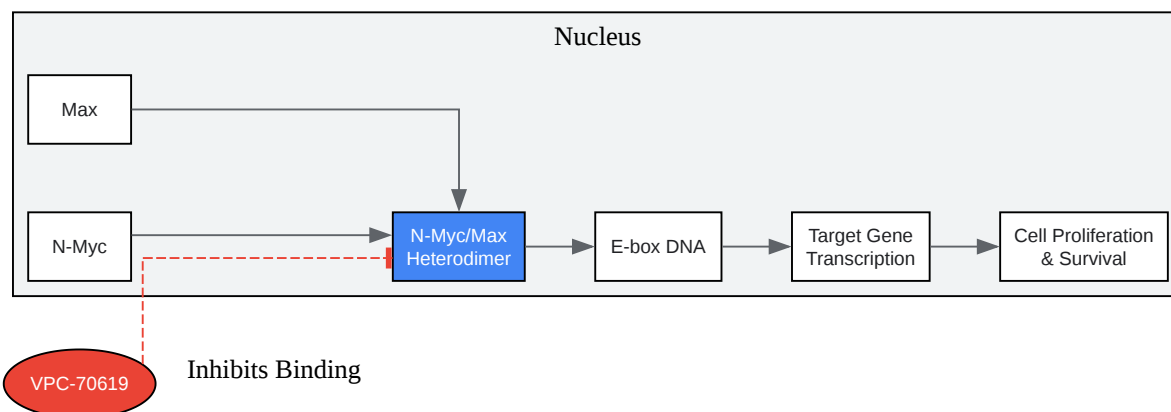 Nucleus
Max
N-Myc
N-Myc/Max
Heterodimer
E-box DNA
Target Gene
Transcription
Cell Proliferation
& Survival
VPC-70619
Inhibits Binding